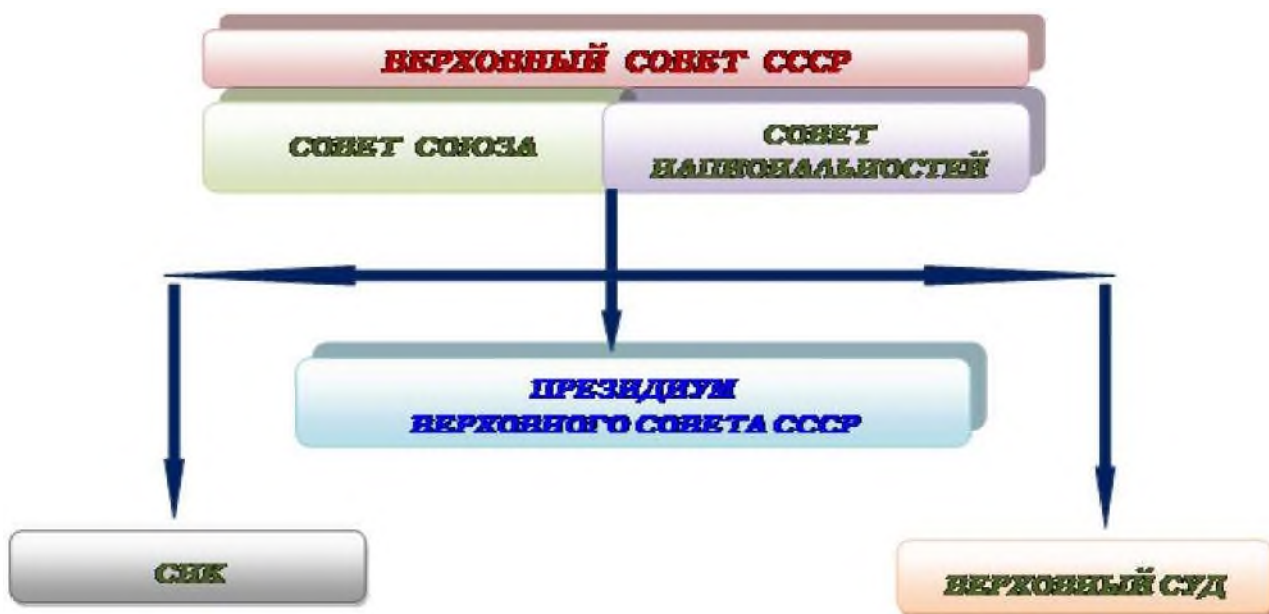 ВЕРХОВНЫЙ СОВЕТ СССР
СОВЕТ СОЮЗА
СОВЕТ
НАЦИОНАЛЬНОСТЕЙ
ПРЕЗИДИУМ
ВЕРХОВНОГО СОВЕТА СССР
СНК
ВЕРХОВНЫЙ СУД